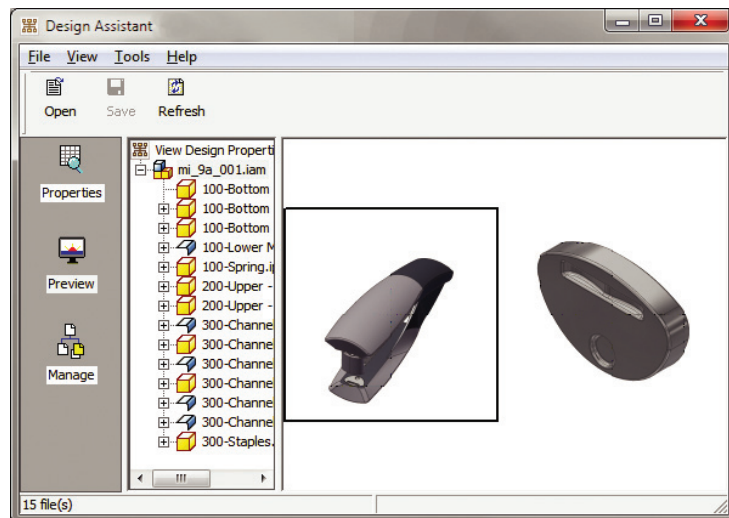 Design Assistant
File View Tools Help
Open Save Refresh
Properties
Preview
Manage
View Design Properti
mi_9a_001.iam
100-Bottom
100-Bottom
100-Bottom
100-Lower M
100-Spring.ip
200-Upper -
200-Upper -
300-Channe
300-Channe
300-Channe
300-Channe
300-Channe
300-Channe
300-Staples.
15 file(s)